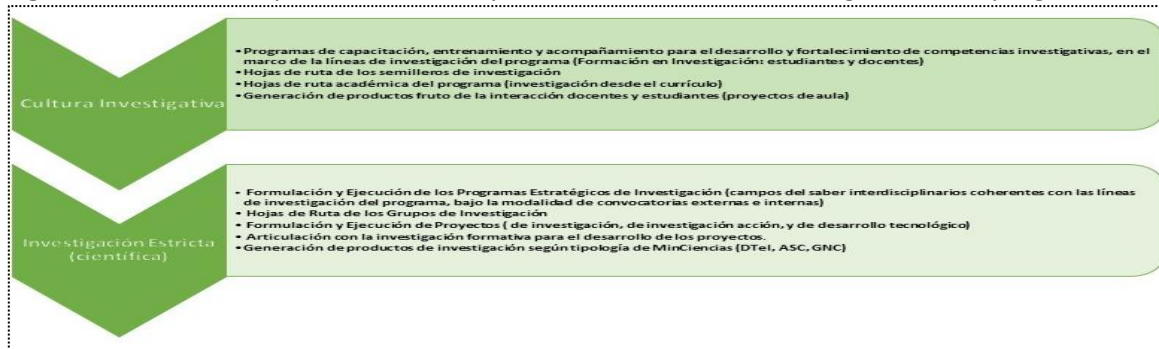 Cultura Investigativa
•Programas de capacitación, entrenamiento y acompañamiento para el desarrollo y fortalecimiento de competencias investigativas, en el
marco de la líneas de investigación del programa (Formación en Investigación: estudiantes y docentes)
•Hojas de ruta de los semilleros de investigación
•Hojas de ruta académica del programa (investigación desde el currículo)
•Generación de productos fruto de la interacción docentes y estudiantes (proyectos de aula)
Investigación Estricta
(científica)
• Formulación y Ejecución de los Programas Estratégicos de Investigación (campos del saber interdisciplinarios coherentes con las líneas
de investigación del programa, bajo la modalidad de convocatorias externas e internas)
• Hojas de Ruta de los Grupos de Investigación
• Formulación y Ejecución de Proyectos ( de investigación, de investigación acción, y de desarrollo tecnológico)
• Articulación con la investigación formativa para el desarrollo de los proyectos.
•Generación de productos de investigación según tipología de MinCiencias (DTeI, ASC, GNC)